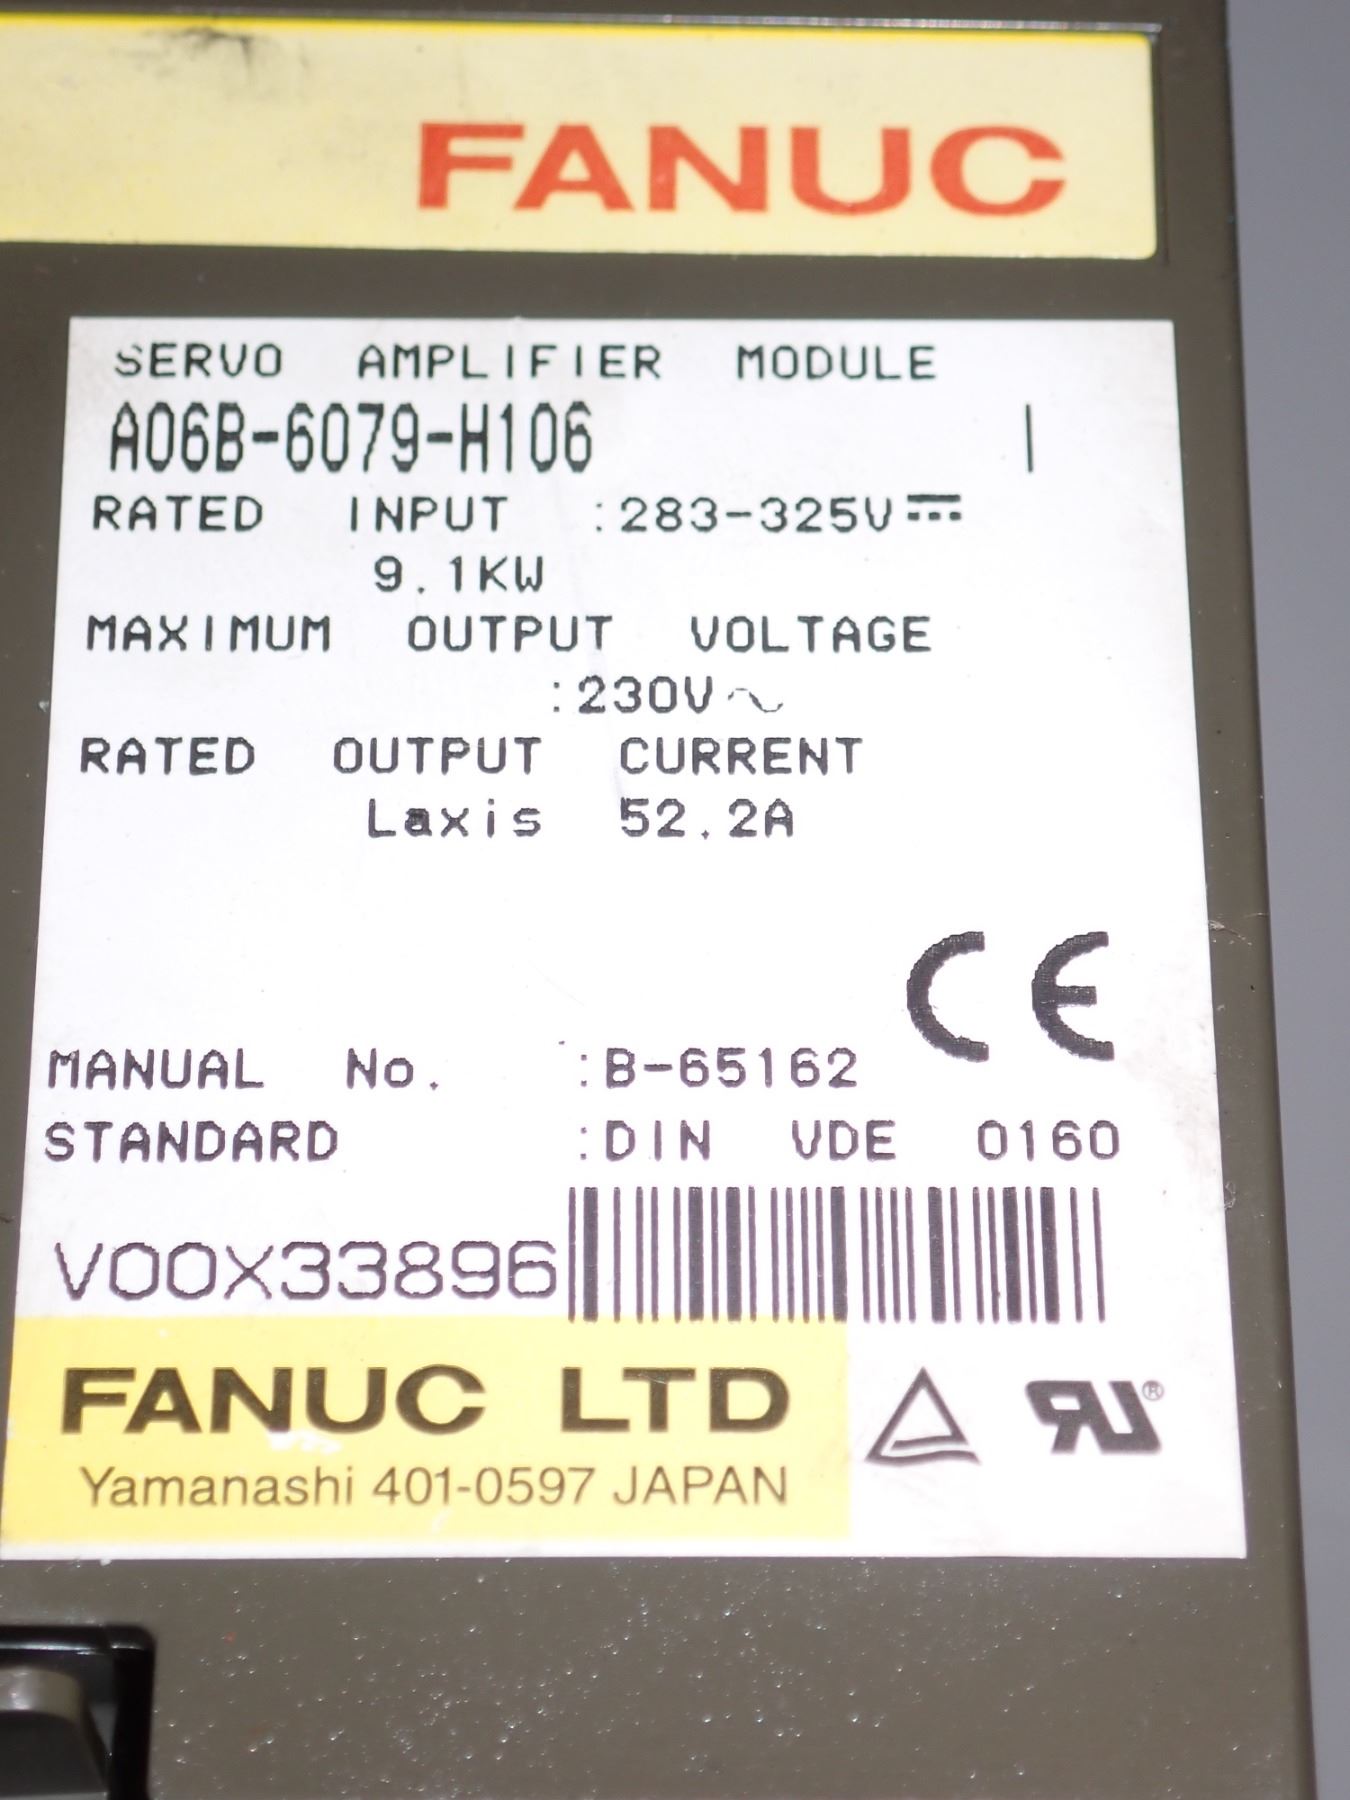 FANUC
SERVO AMPLIFIER MODULE
A06B-6079-H106 I
RATED INPUT :283-325V⎓
9.1KW
MAXIMUM OUTPUT VOLTAGE
:230V～
RATED OUTPUT CURRENT
Laxis 52.2A
CE
MANUAL No. :B-65162
STANDARD :DIN VDE 0160
V00X33896
FANUC LTD
Yamanashi 401-0597 JAPAN
RU®